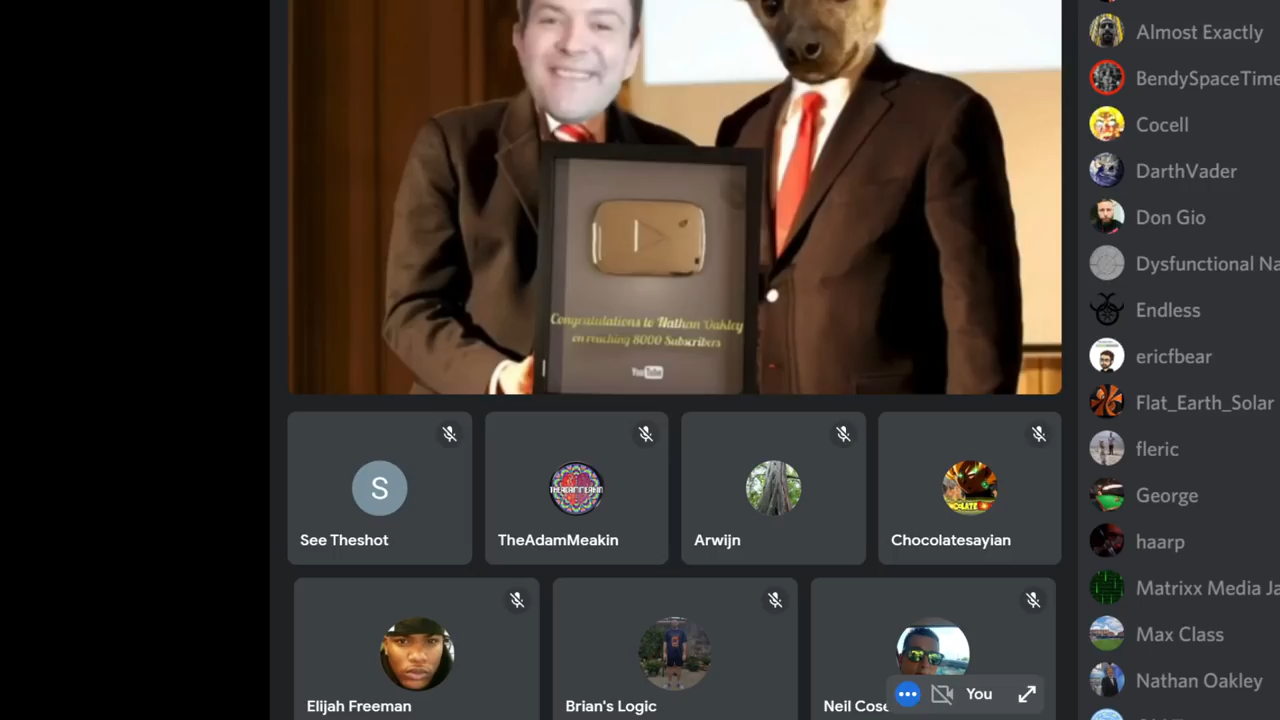 Congratulations to Nathan Oakley
on reaching 8000 Subscribers
YouTube
S
See Theshot
TheAdamMeakin
Arwijn
Chocolatesayian
Elijah Freeman
Brian's Logic
Neil Cose
You
Almost Exactly
BendySpaceTime
Cocell
DarthVader
Don Gio
Dysfunctional Na
Endless
ericfbear
Flat_Earth_Solar
fleric
George
haarp
Matrixx Media Ja
Max Class
Nathan Oakley